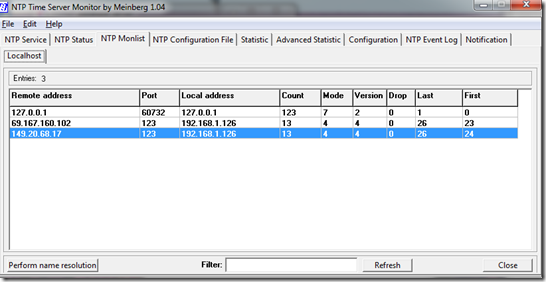 NTP Time Server Monitor by Meinberg 1.04
File Edit Help
NTP Service NTP Status NTP Monlist NTP Configuration File Statistic Advanced Statistic Configuration NTP Event Log Notification
Localhost
Entries: 3
Remote address Port Local address Count Mode Version Drop Last First
127.0.0.1 60732 127.0.0.1 123 7 2 0 1 0
69.167.160.102 123 192.168.1.126 13 4 4 0 26 23
149.20.68.17 123 192.168.1.126 13 4 4 0 26 24
Perform name resolution Filter: Refresh Close